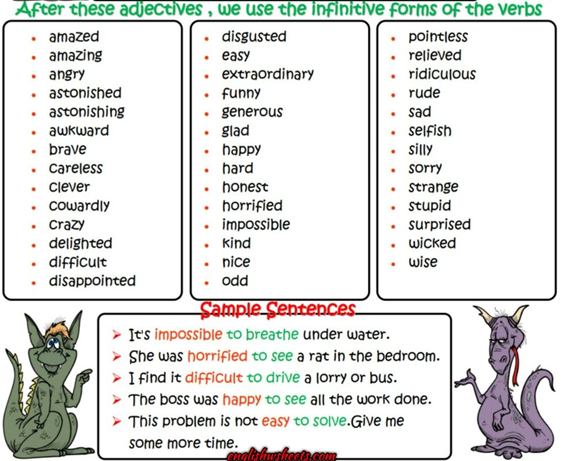 After these adjectives , we use the infinitive forms of the verbs
amazed
amazing
angry
astonished
astonishing
awkward
brave
careless
clever
cowardly
crazy
delighted
difficult
disappointed
disgusted
easy
extraordinary
funny
generous
glad
happy
hard
honest
horrified
impossible
kind
nice
odd
pointless
relieved
ridiculous
rude
sad
selfish
silly
sorry
strange
stupid
surprised
wicked
wise
Sample Sentences
It's impossible to breathe under water.
She was horrified to see a rat in the bedroom.
I find it difficult to drive a lorry or bus.
The boss was happy to see all the work done.
This problem is not easy to solve.Give me
some more time.
englishwsheets.com